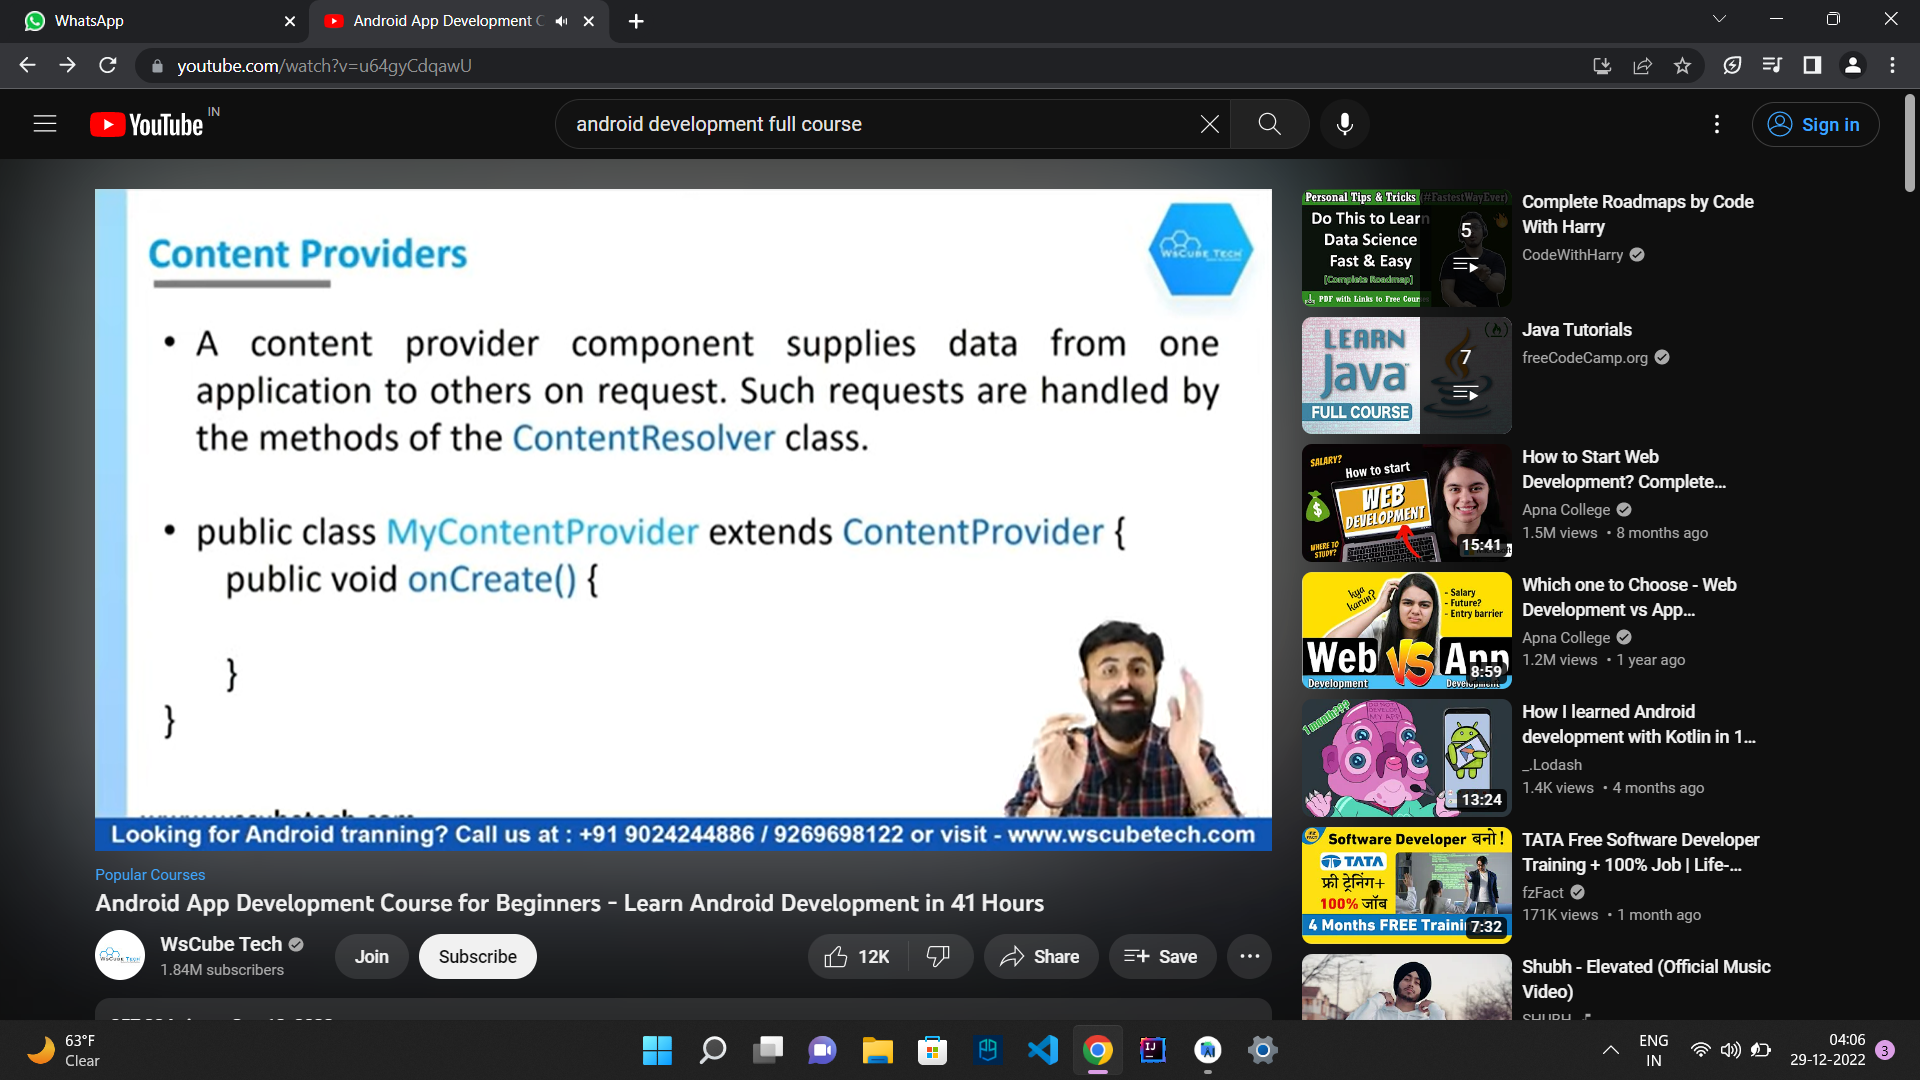 WhatsApp
Android App Development C
youtube.com/watch?v=u64gyCdqawU
YouTube IN
android development full course
Sign in
Content Providers
WSCUBE TECH
• A content provider component supplies data from one
application to others on request. Such requests are handled by
the methods of the ContentResolver class.
• public class MyContentProvider extends ContentProvider {
public void onCreate() {
}
}
www.wscubetech.com
Looking for Android tranning? Call us at : +91 9024244886 / 9269698122 or visit - www.wscubetech.com
Popular Courses
Android App Development Course for Beginners - Learn Android Development in 41 Hours
WsCube Tech
1.84M subscribers
Join
Subscribe
12K
Share
Save
Personal Tips & Tricks (#FastestWayEver)
Do This to Learn
Data Science
Fast & Easy
[Complete Roadmap]
PDF with Links to Free Cour
5
Complete Roadmaps by Code
With Harry
CodeWithHarry
LEARN
Java
FULL COURSE
7
Java Tutorials
freeCodeCamp.org
SALARY?
How to start
WEB
DEVELOPMENT
WHERE TO
STUDY?
15:41
How to Start Web
Development? Complete...
Apna College
1.5M views • 8 months ago
kya
karun?
- Salary
- Future?
- Entry barrier
Web VS App
Development
8:59
Which one to Choose - Web
Development vs App...
Apna College
1.2M views • 1 year ago
1 month???
13:24
How I learned Android
development with Kotlin in 1...
_.Lodash
1.4K views • 4 months ago
Software Developer बनो!
TATA
फ्री ट्रेनिंग+
100% जॉब
4 Months FREE Traini
7:32
TATA Free Software Developer
Training + 100% Job | Life-...
fzFact
171K views • 1 month ago
Shubh - Elevated (Official Music
Video)
SHUBH
63°F
Clear
ENG
IN
04:06
29-12-2022
3